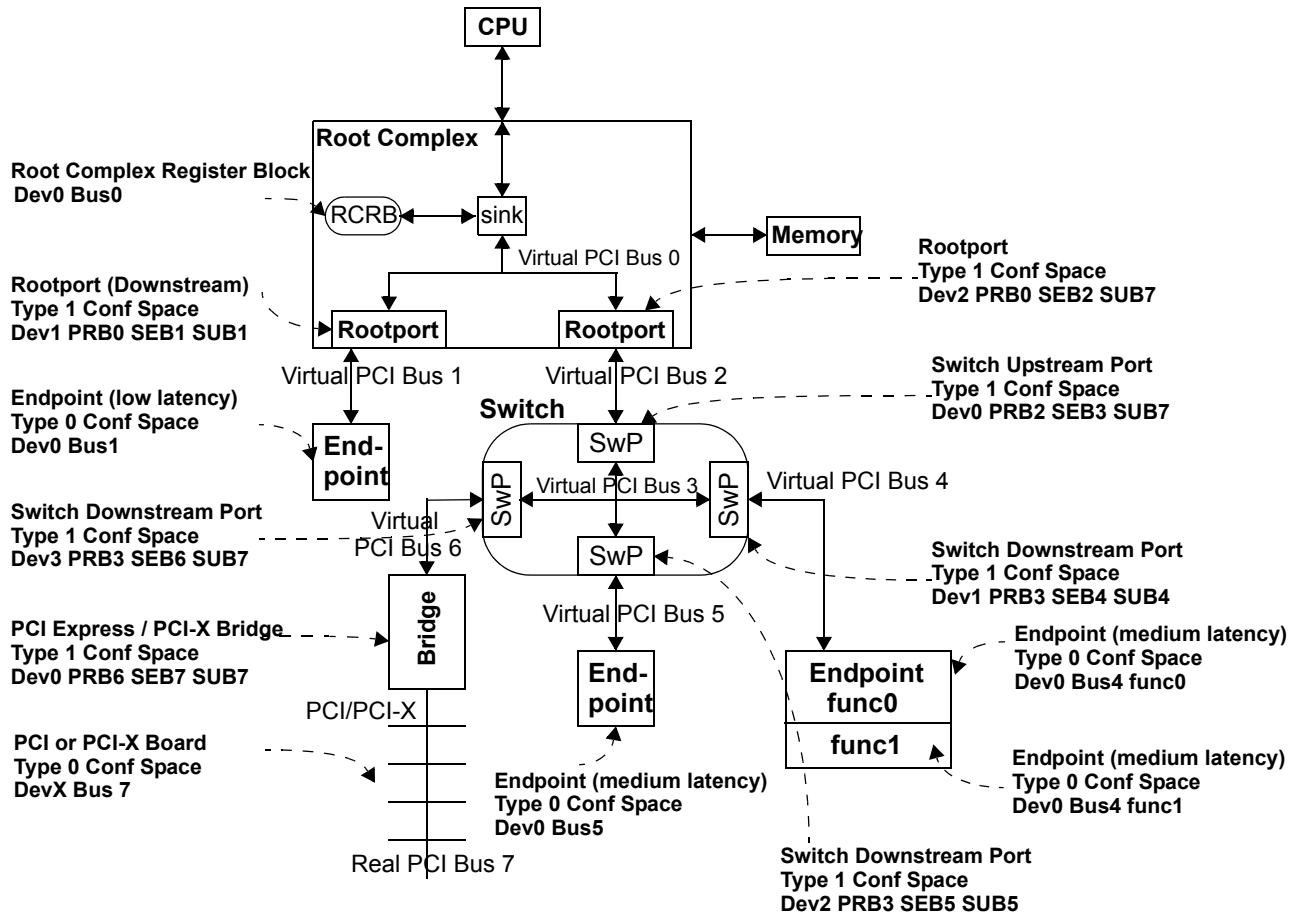 CPU
Root Complex
Root Complex Register Block
Dev0 Bus0
RCRB
sink
Memory
Virtual PCI Bus 0
Rootport
Type 1 Conf Space
Dev2 PRB0 SEB2 SUB7
Rootport (Downstream)
Type 1 Conf Space
Dev1 PRB0 SEB1 SUB1
Rootport
Rootport
Virtual PCI Bus 1
Virtual PCI Bus 2
Switch Upstream Port
Type 1 Conf Space
Dev0 PRB2 SEB3 SUB7
Endpoint (low latency)
Type 0 Conf Space
Dev0 Bus1
End-
point
Switch
SwP
SwP
Virtual PCI Bus 3
SwP
SwP
Virtual PCI Bus 4
Virtual
PCI Bus 6
Switch Downstream Port
Type 1 Conf Space
Dev3 PRB3 SEB6 SUB7
Switch Downstream Port
Type 1 Conf Space
Dev1 PRB3 SEB4 SUB4
Virtual PCI Bus 5
PCI Express / PCI-X Bridge
Type 1 Conf Space
Dev0 PRB6 SEB7 SUB7
Bridge
End-
point
Endpoint
func0
func1
Endpoint (medium latency)
Type 0 Conf Space
Dev0 Bus4 func0
PCI/PCI-X
PCI or PCI-X Board
Type 0 Conf Space
DevX Bus 7
Endpoint (medium latency)
Type 0 Conf Space
Dev0 Bus5
Endpoint (medium latency)
Type 0 Conf Space
Dev0 Bus4 func1
Real PCI Bus 7
Switch Downstream Port
Type 1 Conf Space
Dev2 PRB3 SEB5 SUB5